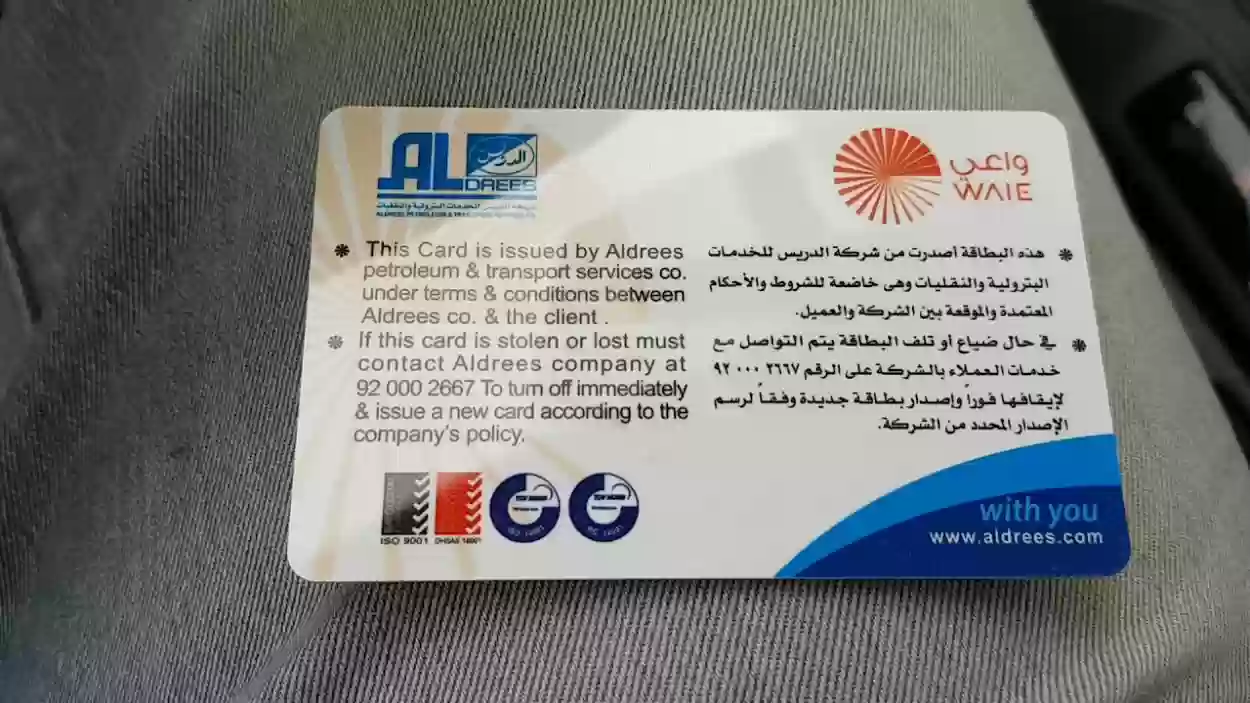 AL
DREES
الدريس
واعي
WAIE
This Card is issued by Aldrees
petroleum & transport services co.
under terms & conditions between
Aldrees co. & the client .
If this card is stolen or lost must
contact Aldrees company at
92 000 2667 To turn off immediately
& issue a new card according to the
company's policy.
هذه البطاقة أصدرت من شركة الدريس للخدمات
البترولية والنقليات وهى خاضعة للشروط والأحكام
المعتمدة والموقعة بين الشركة والعميل.
في حال ضياع أو تلف البطاقة يتم التواصل مع
خدمات العملاء بالشركة على الرقم ٢٦٦٧ ٠٠٠ ٩٢
لإيقافها فوراً وإصدار بطاقة جديدة وفقاً لرسم
الإصدار المحدد من الشركة.
ISO 9001
with you
www.aldrees.com